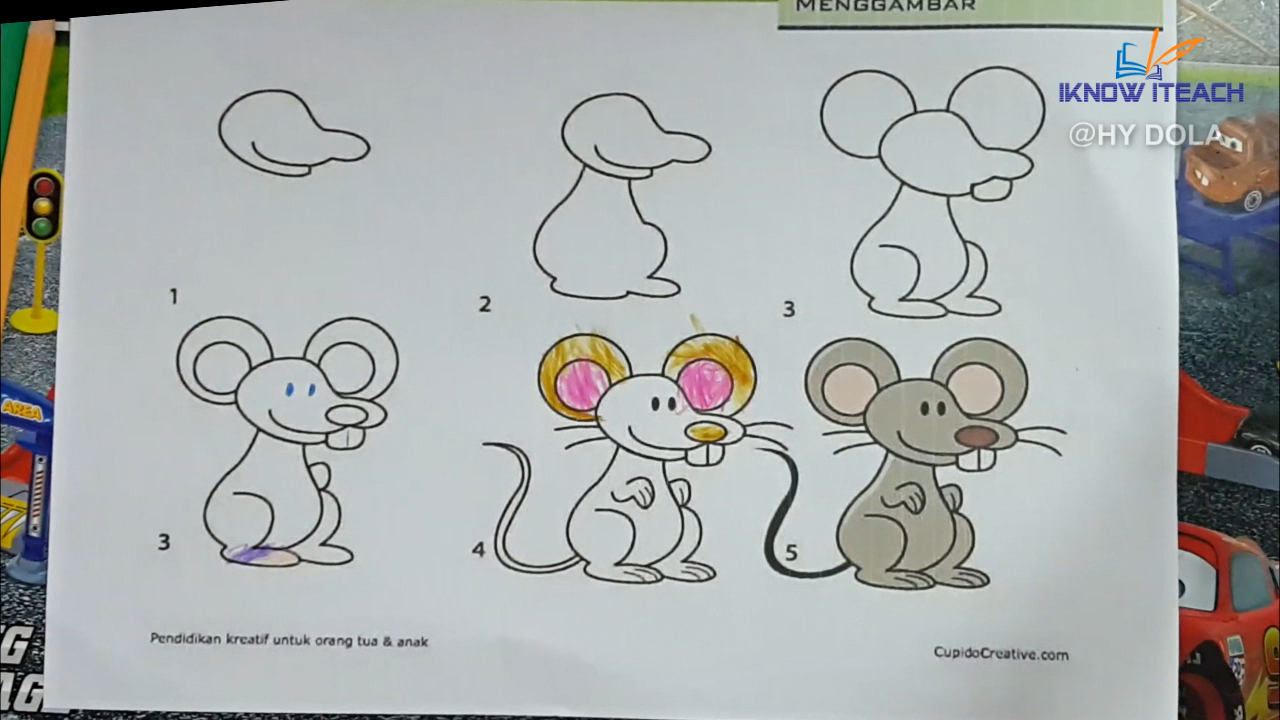 MENGGAMBAR
IKNOW ITEACH
@HY DOLA
1
2
3
AREA
3
4
5
Pendidikan kreatif untuk orang tua & anak
CupidoCreative.com